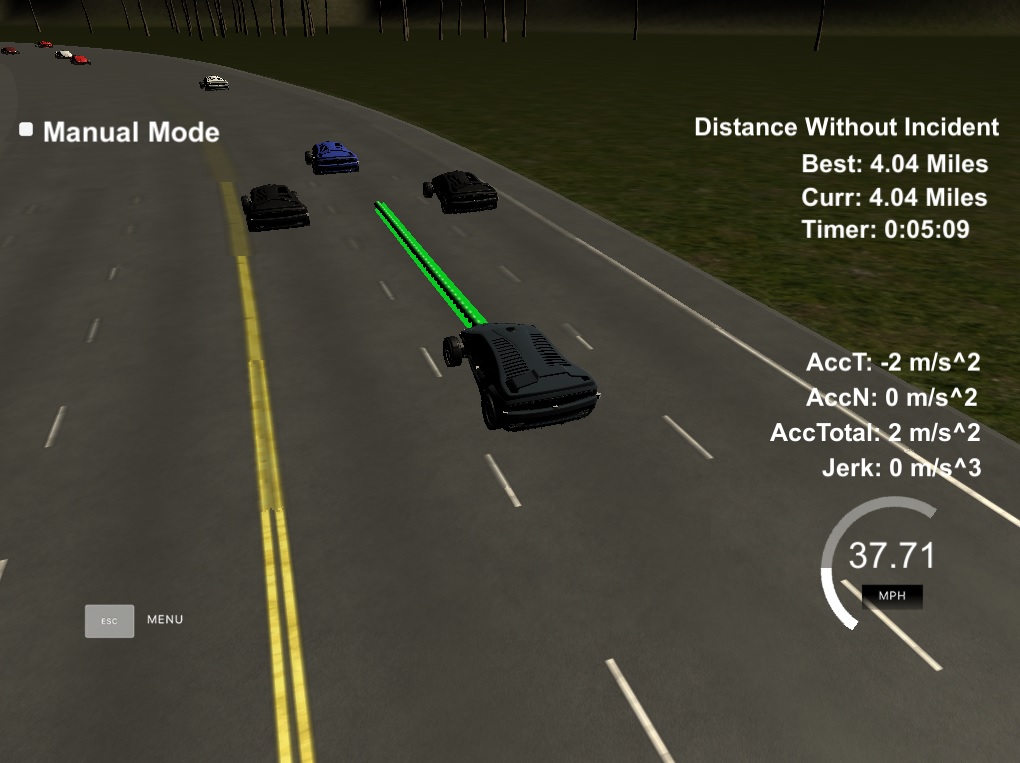 Manual Mode
Distance Without Incident
Best: 4.04 Miles
Curr: 4.04 Miles
Timer: 0:05:09
AccT: -2 m/s^2
AccN: 0 m/s^2
AccTotal: 2 m/s^2
Jerk: 0 m/s^3
37.71
MPH
ESC MENU